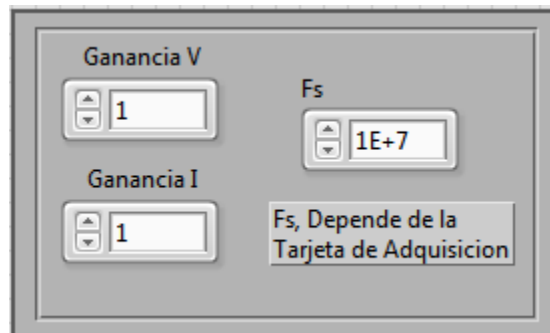 Ganancia V
1
Fs
1E+7
Ganancia I
1
Fs, Depende de la
Tarjeta de Adquisicion